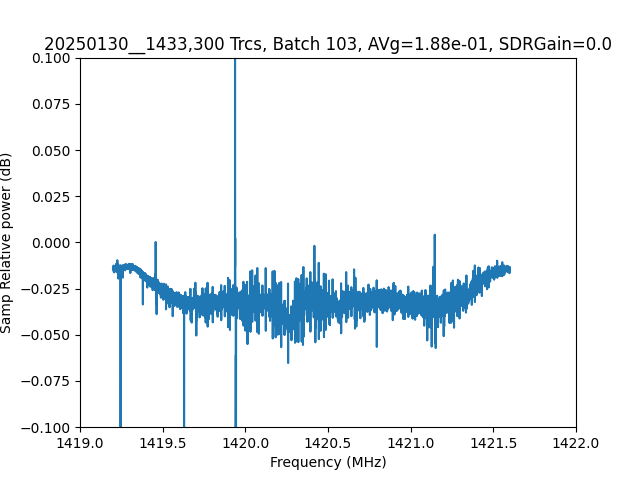 20250130__1433,300 Trcs, Batch 103, AVg=1.88e-01, SDRGain=0.0
0.100
0.075
0.050
0.025
0.000
−0.025
−0.050
−0.075
−0.100
Samp Relative power (dB)
1419.0 1419.5 1420.0 1420.5 1421.0 1421.5 1422.0
Frequency (MHz)